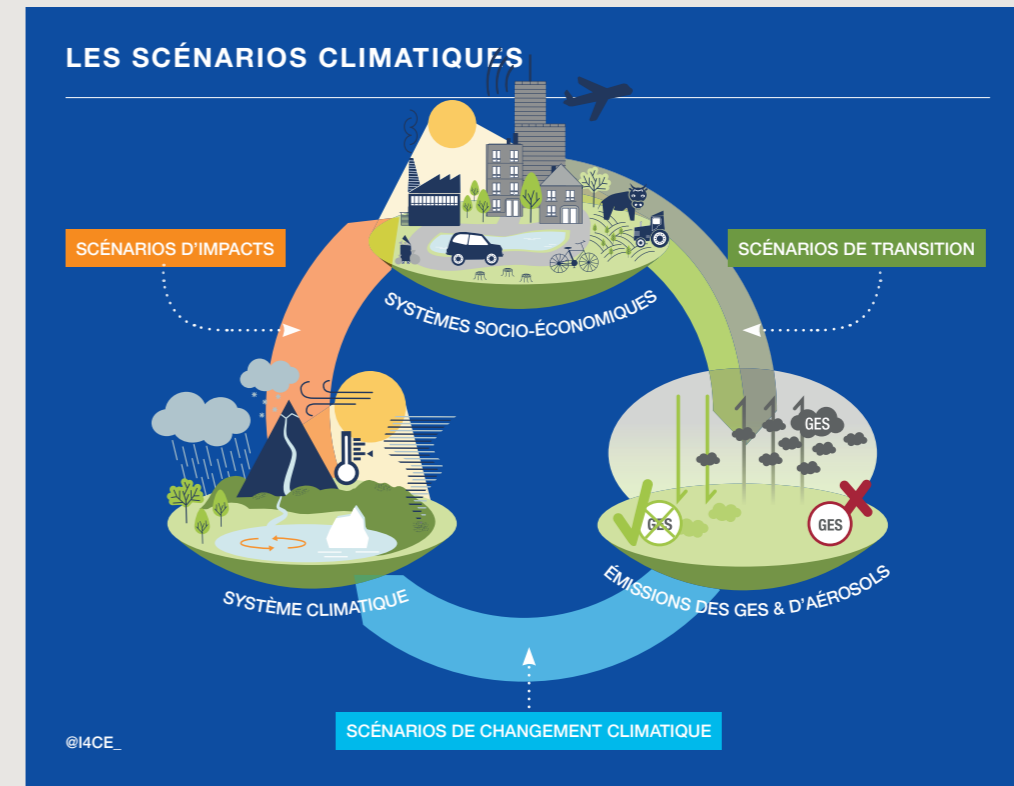 LES SCÉNARIOS CLIMATIQUES
SCÉNARIOS D'IMPACTS
SCÉNARIOS DE TRANSITION
SYSTÈMES SOCIO-ÉCONOMIQUES
GES
GES
GES
SYSTÈME CLIMATIQUE
ÉMISSIONS DES GES & D'AÉROSOLS
SCÉNARIOS DE CHANGEMENT CLIMATIQUE
@I4CE_